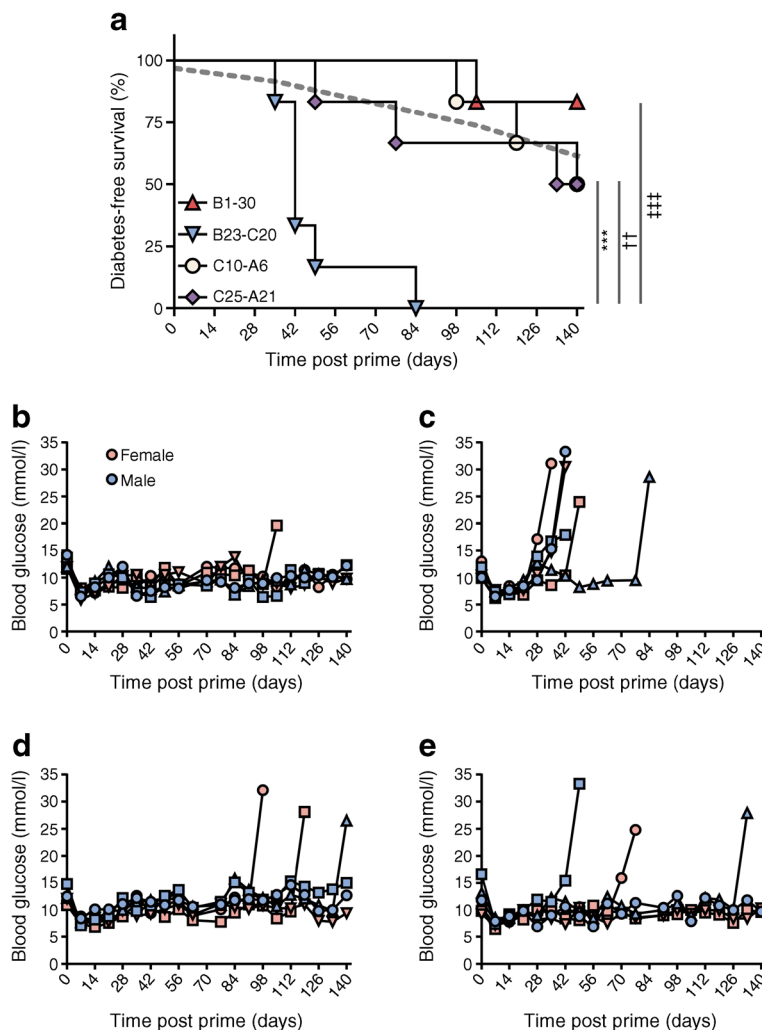 a
Diabetes-free survival (%)
100
75
50
25
0
B1-30
B23-C20
C10-A6
C25-A21
***
††
‡‡‡
0 14 28 42 56 70 84 98 112 126 140
Time post prime (days)
b
Blood glucose (mmol/l)
35
30
25
20
15
10
5
0
Female
Male
0 14 28 42 56 70 84 98 112 126 140
Time post prime (days)
c
Blood glucose (mmol/l)
35
30
25
20
15
10
5
0
0 14 28 42 56 70 84 98 112 126 140
Time post prime (days)
d
Blood glucose (mmol/l)
35
30
25
20
15
10
5
0
0 14 28 42 56 70 84 98 112 126 140
Time post prime (days)
e
Blood glucose (mmol/l)
35
30
25
20
15
10
5
0
0 14 28 42 56 70 84 98 112 126 140
Time post prime (days)